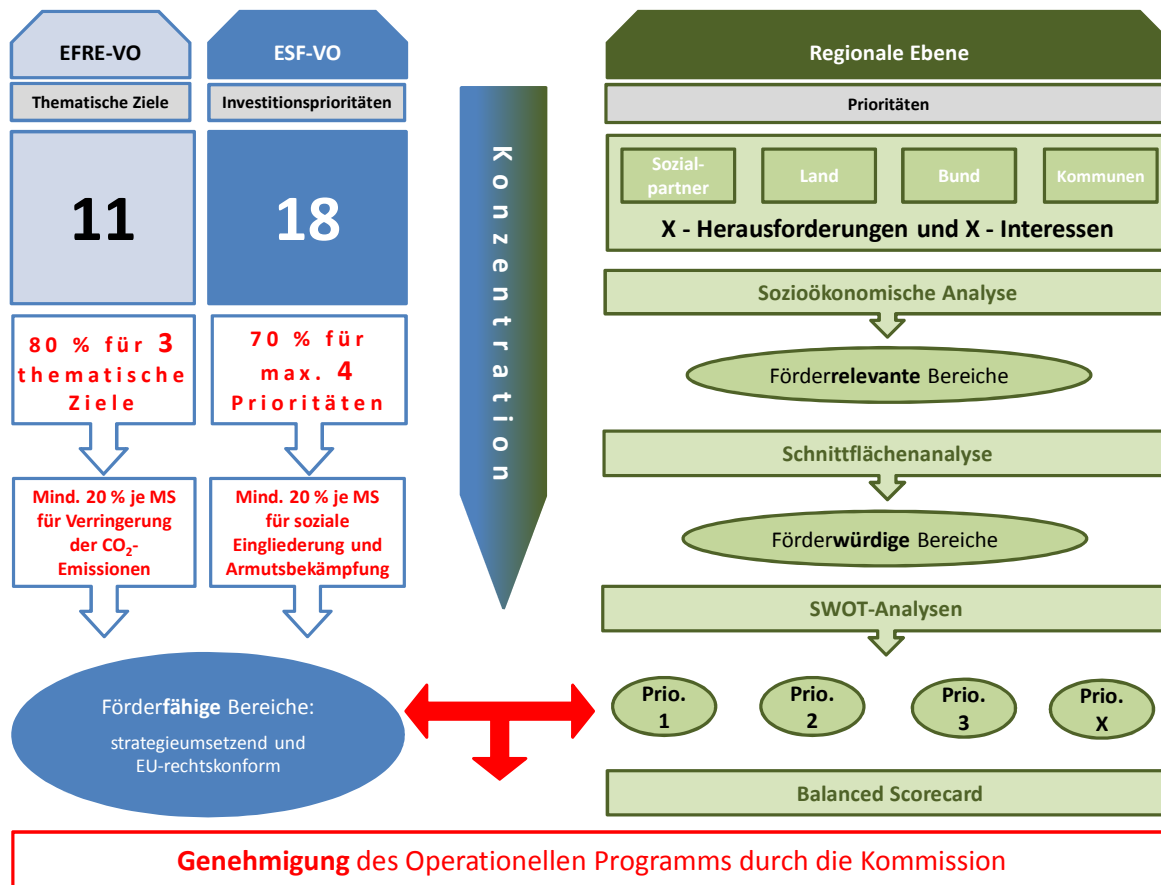 EFRE-VO
Thematische Ziele
11
80 % für 3
thematische
Ziele
Mind. 20 % je MS
für Verringerung
der CO₂-
Emissionen
ESF-VO
Investitionsprioritäten
18
70 % für
max. 4
Prioritäten
Mind. 20 % je MS
für soziale
Eingliederung und
Armutsbekämpfung
Förderfähige Bereiche:
strategieumsetzend und
EU-rechtskonform
Konzentration
Regionale Ebene
Prioritäten
Sozial-
partner
Land
Bund
Kommunen
X - Herausforderungen und X - Interessen
Sozioökonomische Analyse
Förderrelevante Bereiche
Schnittflächenanalyse
Förderwürdige Bereiche
SWOT-Analysen
Prio.
1
Prio.
2
Prio.
3
Prio.
X
Balanced Scorecard
Genehmigung des Operationellen Programms durch die Kommission